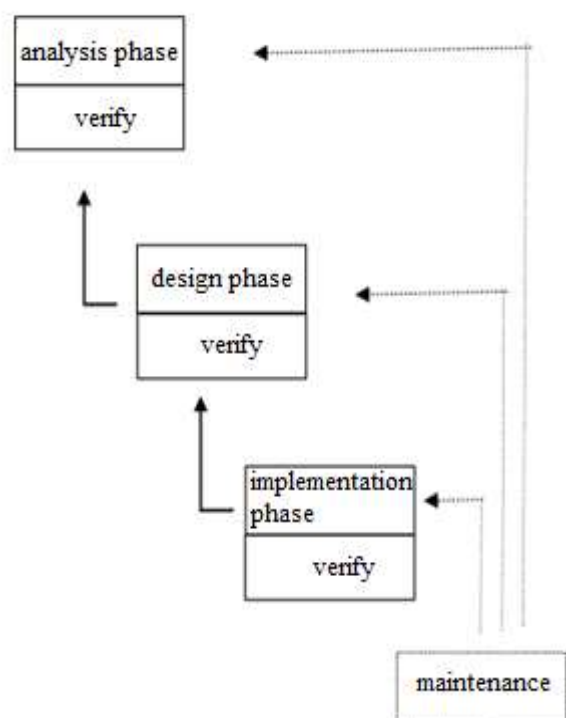 analysis phase
verify
design phase
verify
implementation
phase
verify
maintenance